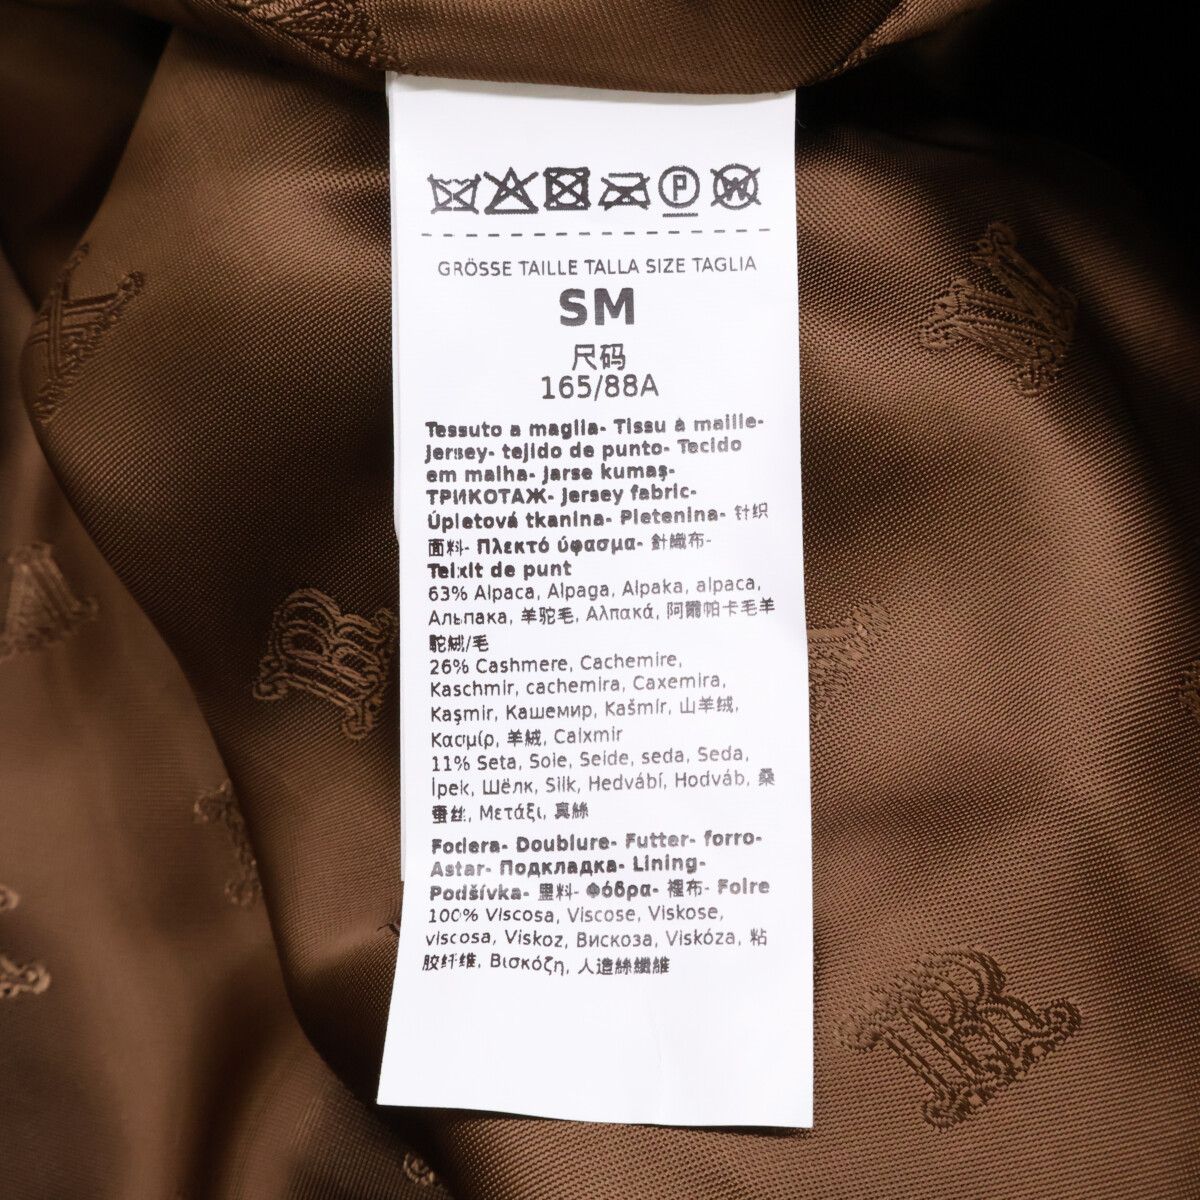 GRÖSSE TAILLE TALLA SIZE TAGLIA
SM
尺码
165/88A
Tessuto a maglia- Tissu à maille-
Jersey- tejido de punto- Tecido
em malha- Jarse kumaş-
ТРИКОТАЖ- Jersey fabric-
Úpletová tkanina- Pletenina- 针织
面料- Πλεκτό ύφασμα- 針織布-
Teixit de punt
63% Alpaca, Alpaga, Alpaka, alpaca,
Альпака, 羊驼毛, Αλπακά, 阿爾帕卡毛羊
駝絨/毛
26% Cashmere, Cachemire,
Kaschmir, cachemira, Caxemira,
Kaşmir, Кашемир, Kašmír, 山羊绒,
Κασμίρ, 羊絨, Caixmir
11% Seta, Soie, Seide, seda, Seda,
İpek, Шёлк, Silk, Hedvábí, Hodváb, 桑
蚕丝, Μετάξι, 真絲
Fodera- Doublure- Futter- forro-
Astar- Подкладка- Lining-
Podšívka- 里料- Φόδρα- 裡布- Folre
100% Viscosa, Viscose, Viskose,
viscosa, Viskoz, Вискоза, Viskóza, 粘
胶纤维, Βισκόζη, 人造絲纖維